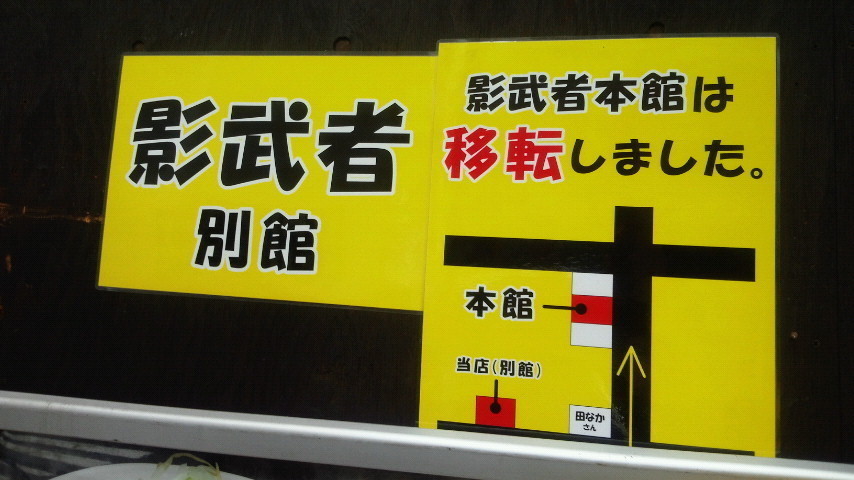 影武者
別館
影武者本館は
移転しました。
本館
当店(別館)
田なか
さん